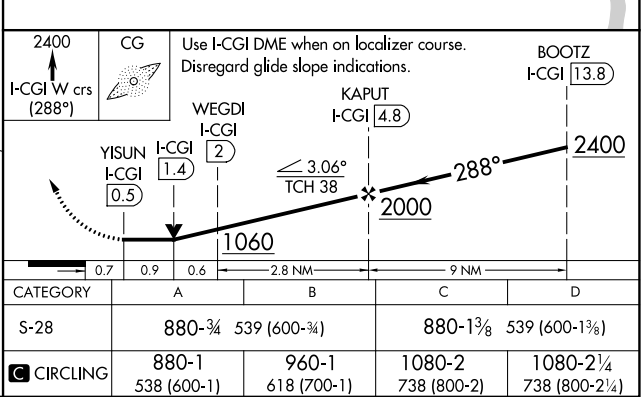 2400
I-CGI W crs
(288°)
CG
Use I-CGI DME when on localizer course.
Disregard glide slope indications.
BOOTZ
I-CGI 13.8
KAPUT
I-CGI 4.8
WEGDI
I-CGI
2
I-CGI
1.4
YISUN
I-CGI
0.5
3.06°
TCH 38
288°
2400
2000
1060
0.7 0.9 0.6 2.8 NM 9 NM
CATEGORY A B C D
S-28 880-¾ 539 (600-¾) 880-1⅜ 539 (600-1⅜)
C CIRCLING 880-1 960-1 1080-2 1080-2¼
538 (600-1) 618 (700-1) 738 (800-2) 738 (800-2¼)